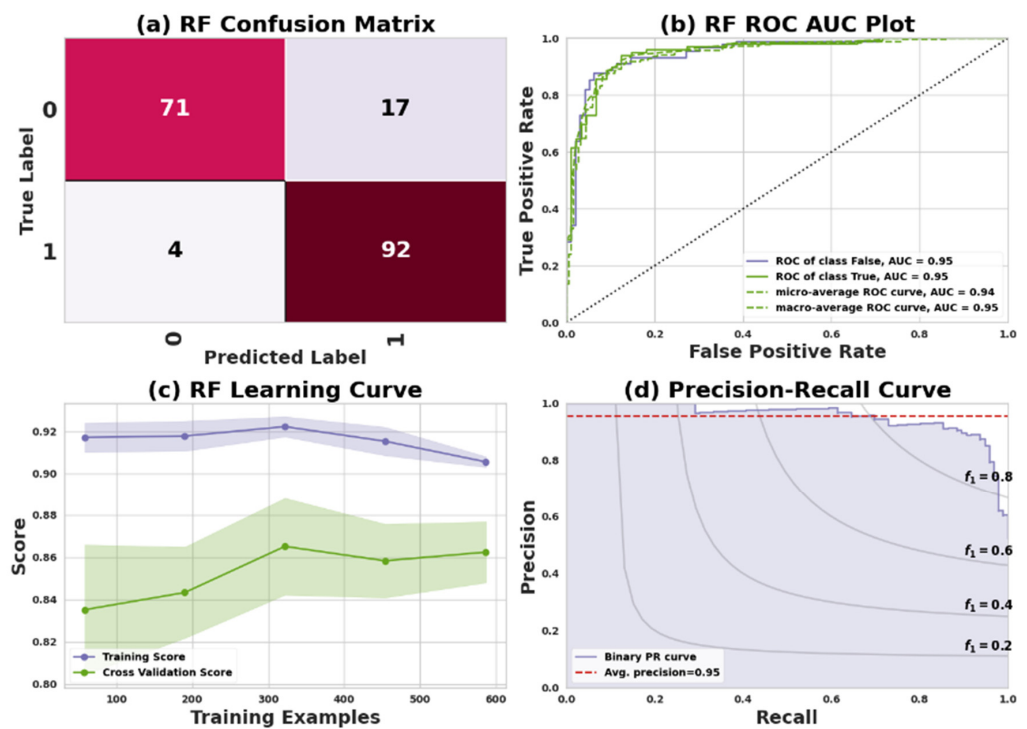 (a) RF Confusion Matrix
True Label
0
71
17
1
4
92
0
1
Predicted Label
(b) RF ROC AUC Plot
True Positive Rate
1.0
0.8
0.6
0.4
0.2
0.0
ROC of class False, AUC = 0.95
ROC of class True, AUC = 0.95
micro-average ROC curve, AUC = 0.94
macro-average ROC curve, AUC = 0.95
0.0 0.2 0.4 0.6 0.8 1.0
False Positive Rate
(c) RF Learning Curve
Score
0.92
0.90
0.88
0.86
0.84
0.82
0.80
Training Score
Cross Validation Score
100 200 300 400 500 600
Training Examples
(d) Precision-Recall Curve
Precision
1.0
0.8
0.6
0.4
0.2
0.0
f₁ = 0.8
f₁ = 0.6
f₁ = 0.4
f₁ = 0.2
Binary PR curve
Avg. precision=0.95
0.0 0.2 0.4 0.6 0.8 1.0
Recall